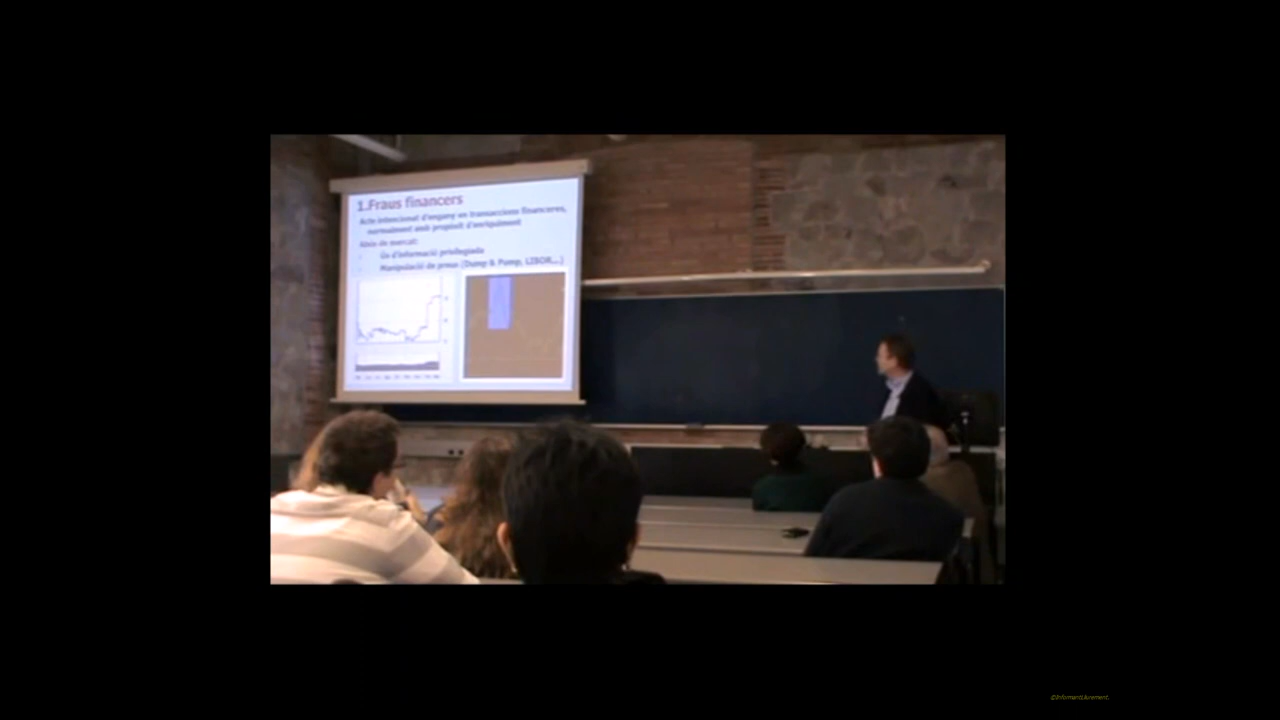 1.Fraus financers
Acte intencionat d'engany en transaccions financeres,
normalment amb propòsit d'enriquiment
Abús de mercat:
Ús d'informació privilegiada
Manipulació de preus (Dump & Pump, LIBOR...)